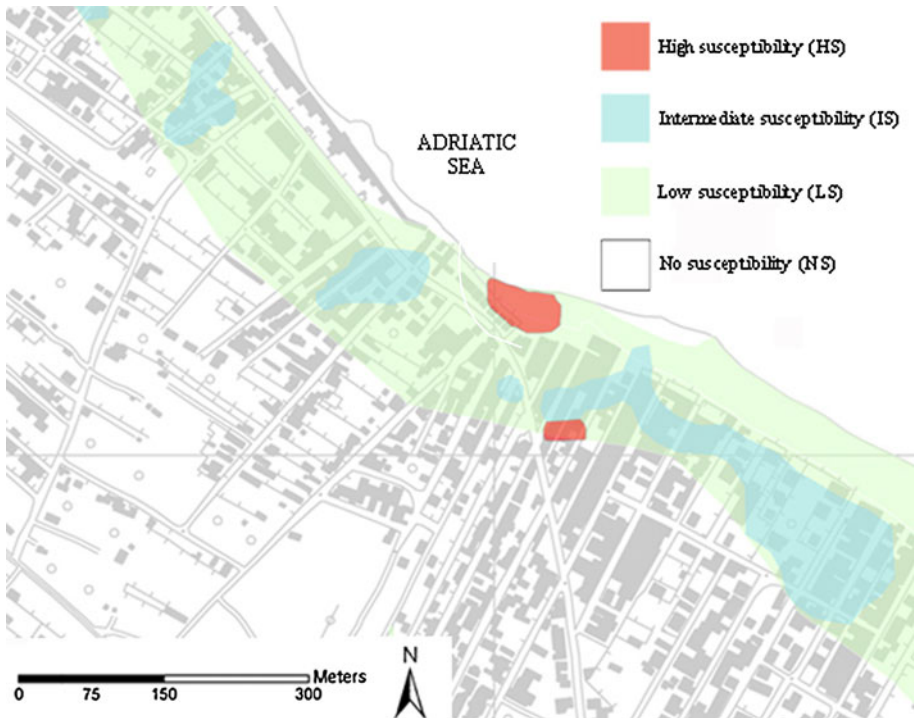 High susceptibility (HS)
Intermediate susceptibility (IS)
ADRIATIC
SEA
Low susceptibility (LS)
No susceptibility (NS)
Meters
0 75 150 300
N